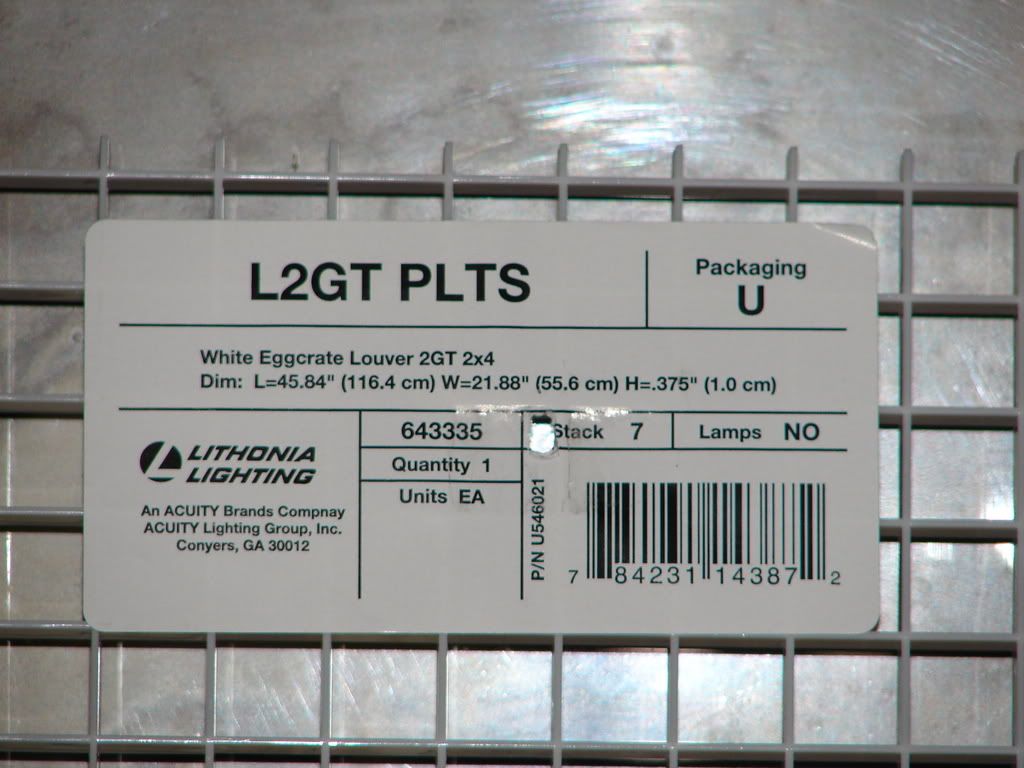 L2GT PLTS
Packaging
U
White Eggcrate Louver 2GT 2x4
Dim: L=45.84" (116.4 cm) W=21.88" (55.6 cm) H=.375" (1.0 cm)
LITHONIA
LIGHTING
An ACUITY Brands Compnay
ACUITY Lighting Group, Inc.
Conyers, GA 30012
643335
Quantity 1
Units EA
Stack 7
Lamps NO
P/N U546021
7 84231 14387 2